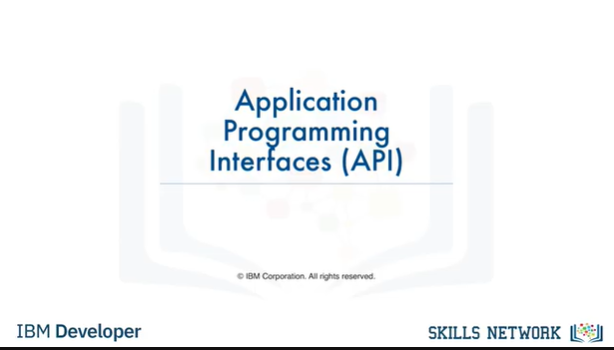 Application
Programming
Interfaces (API)
© IBM Corporation. All rights reserved.
IBM Developer
SKILLS NETWORK